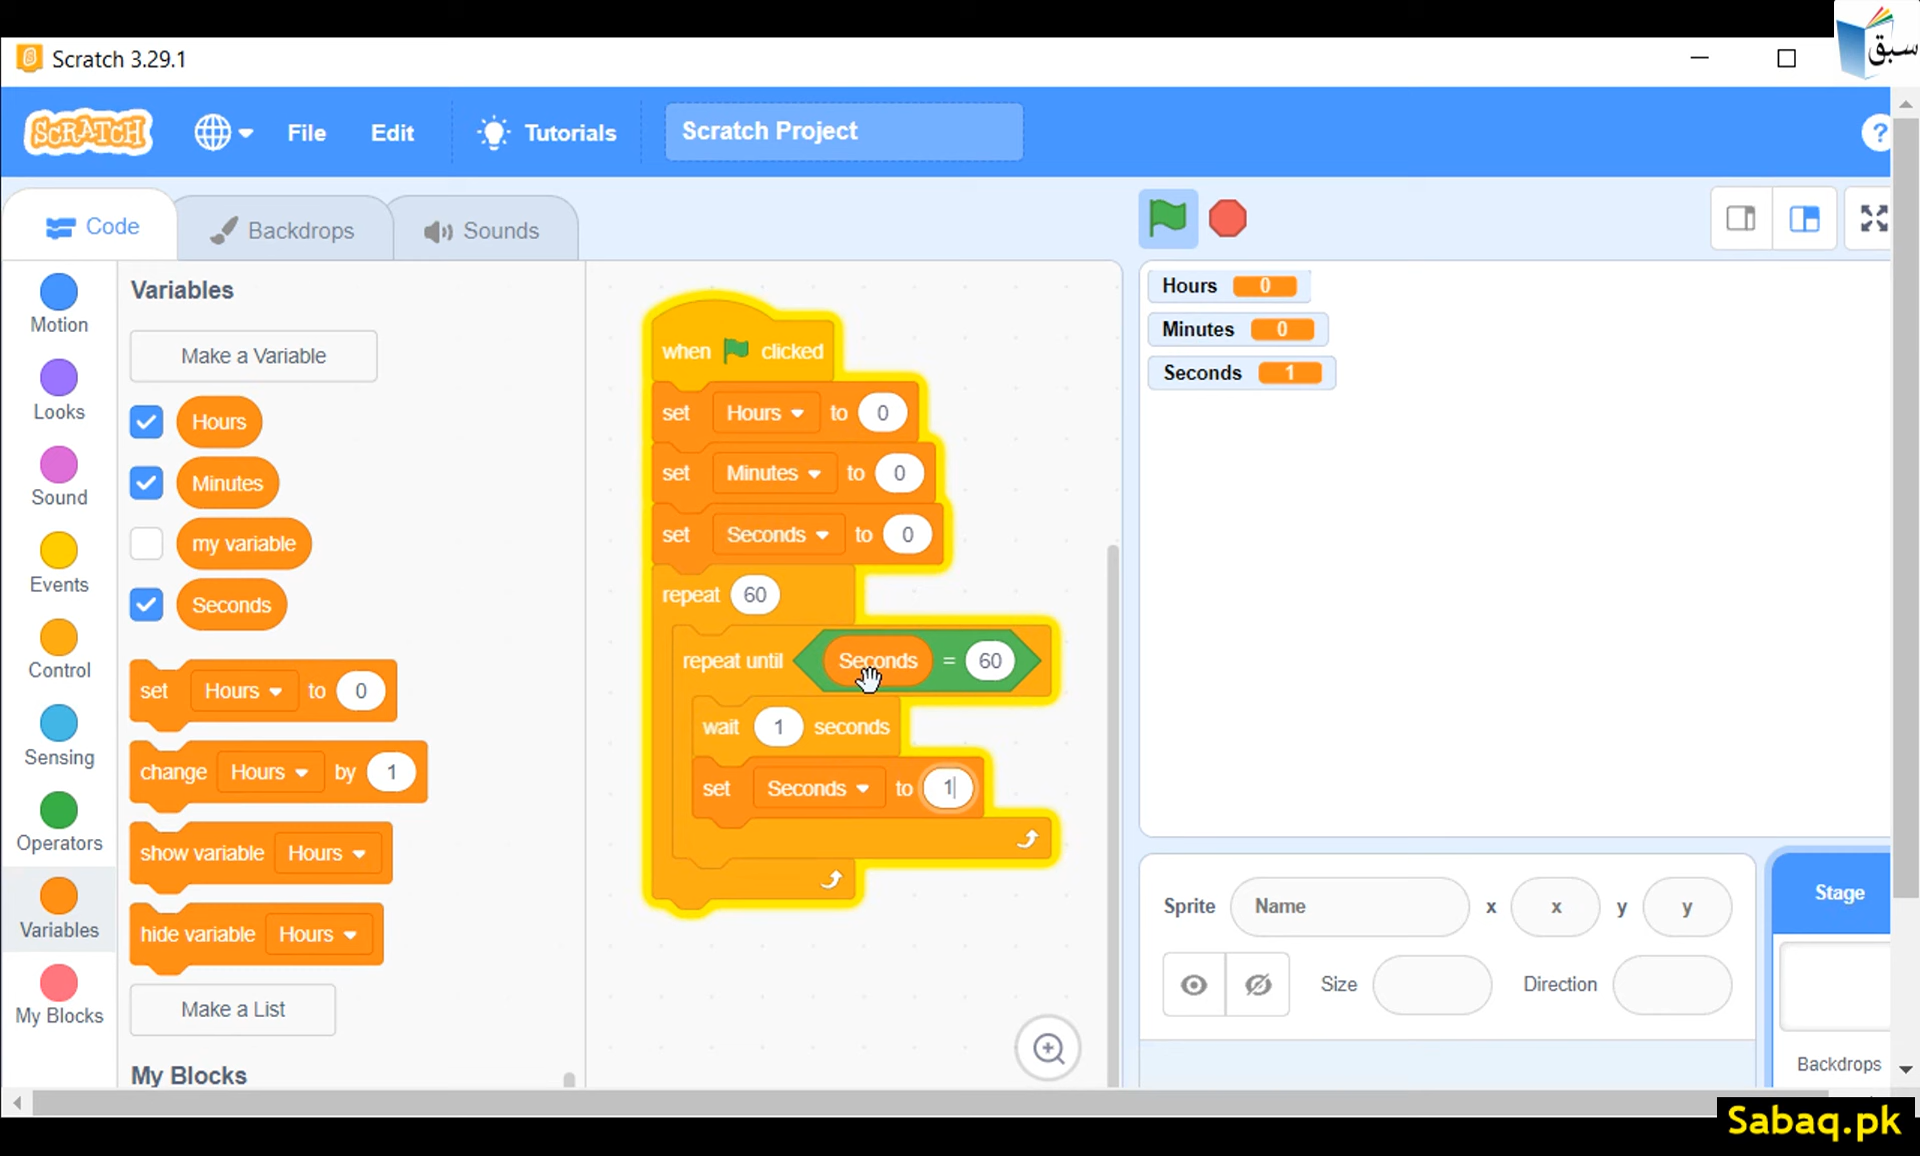 سبق
Scratch 3.29.1
SCRATCH
File
Edit
Tutorials
Scratch Project
?
Code
Backdrops
Sounds
Motion
Looks
Sound
Events
Control
Sensing
Operators
Variables
My Blocks
Variables
Make a Variable
Hours
Minutes
my variable
Seconds
set Hours to 0
change Hours by 1
show variable Hours
hide variable Hours
Make a List
My Blocks
when clicked
set Hours to 0
set Minutes to 0
set Seconds to 0
repeat 60
repeat until Seconds = 60
wait 1 seconds
set Seconds to 1
Hours 0
Minutes 0
Seconds 1
Sprite Name x x y y
Size Direction
Stage
Backdrops
Sabaq.pk